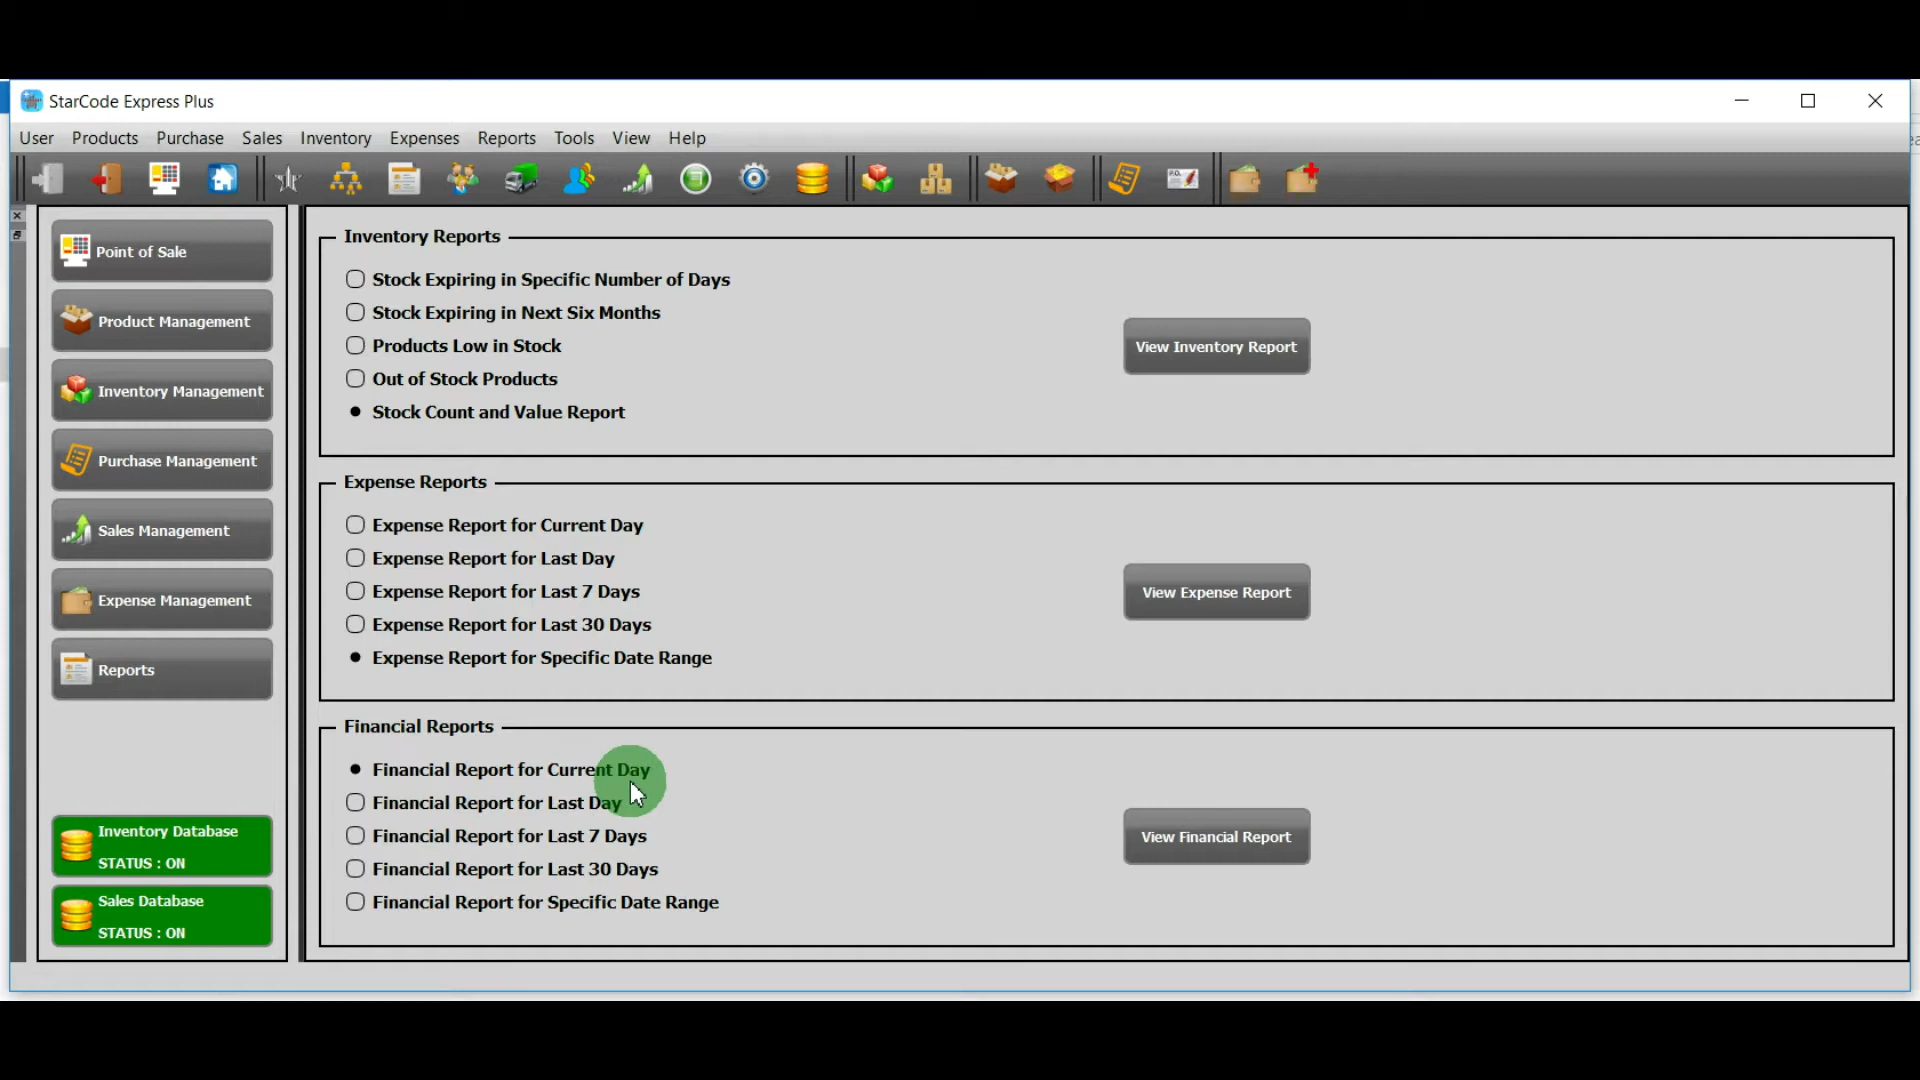 StarCode Express Plus
User Products Purchase Sales Inventory Expenses Reports Tools View Help
Point of Sale
Product Management
Inventory Management
Purchase Management
Sales Management
Expense Management
Reports
Inventory Database
STATUS : ON
Sales Database
STATUS : ON
Inventory Reports
Stock Expiring in Specific Number of Days
Stock Expiring in Next Six Months
Products Low in Stock
Out of Stock Products
Stock Count and Value Report
View Inventory Report
Expense Reports
Expense Report for Current Day
Expense Report for Last Day
Expense Report for Last 7 Days
Expense Report for Last 30 Days
Expense Report for Specific Date Range
View Expense Report
Financial Reports
Financial Report for Current Day
Financial Report for Last Day
Financial Report for Last 7 Days
Financial Report for Last 30 Days
Financial Report for Specific Date Range
View Financial Report